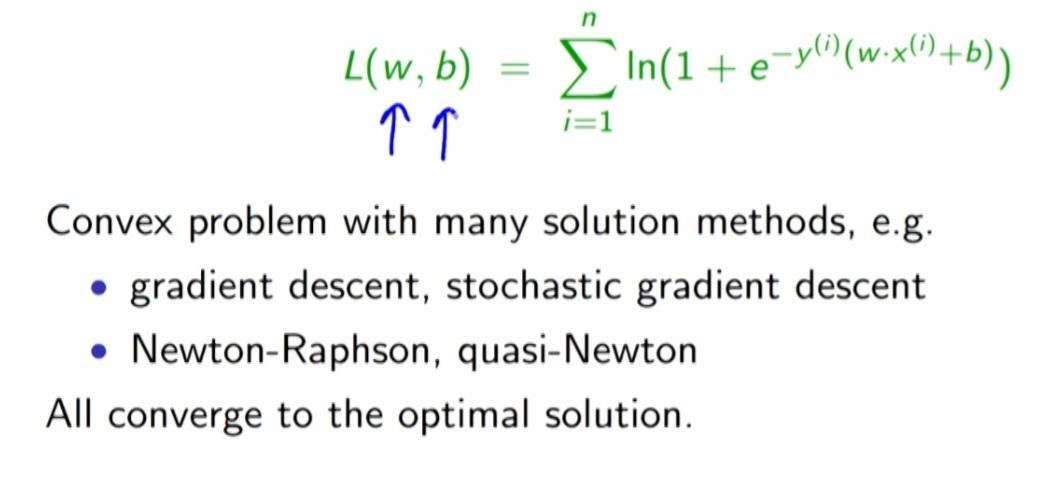 L(w, b) = ∑ⁿᵢ₌₁ ln(1 + e^{−y^{(i)}(w·x^{(i)}+b)})
Convex problem with many solution methods, e.g.
• gradient descent, stochastic gradient descent
• Newton-Raphson, quasi-Newton
All converge to the optimal solution.